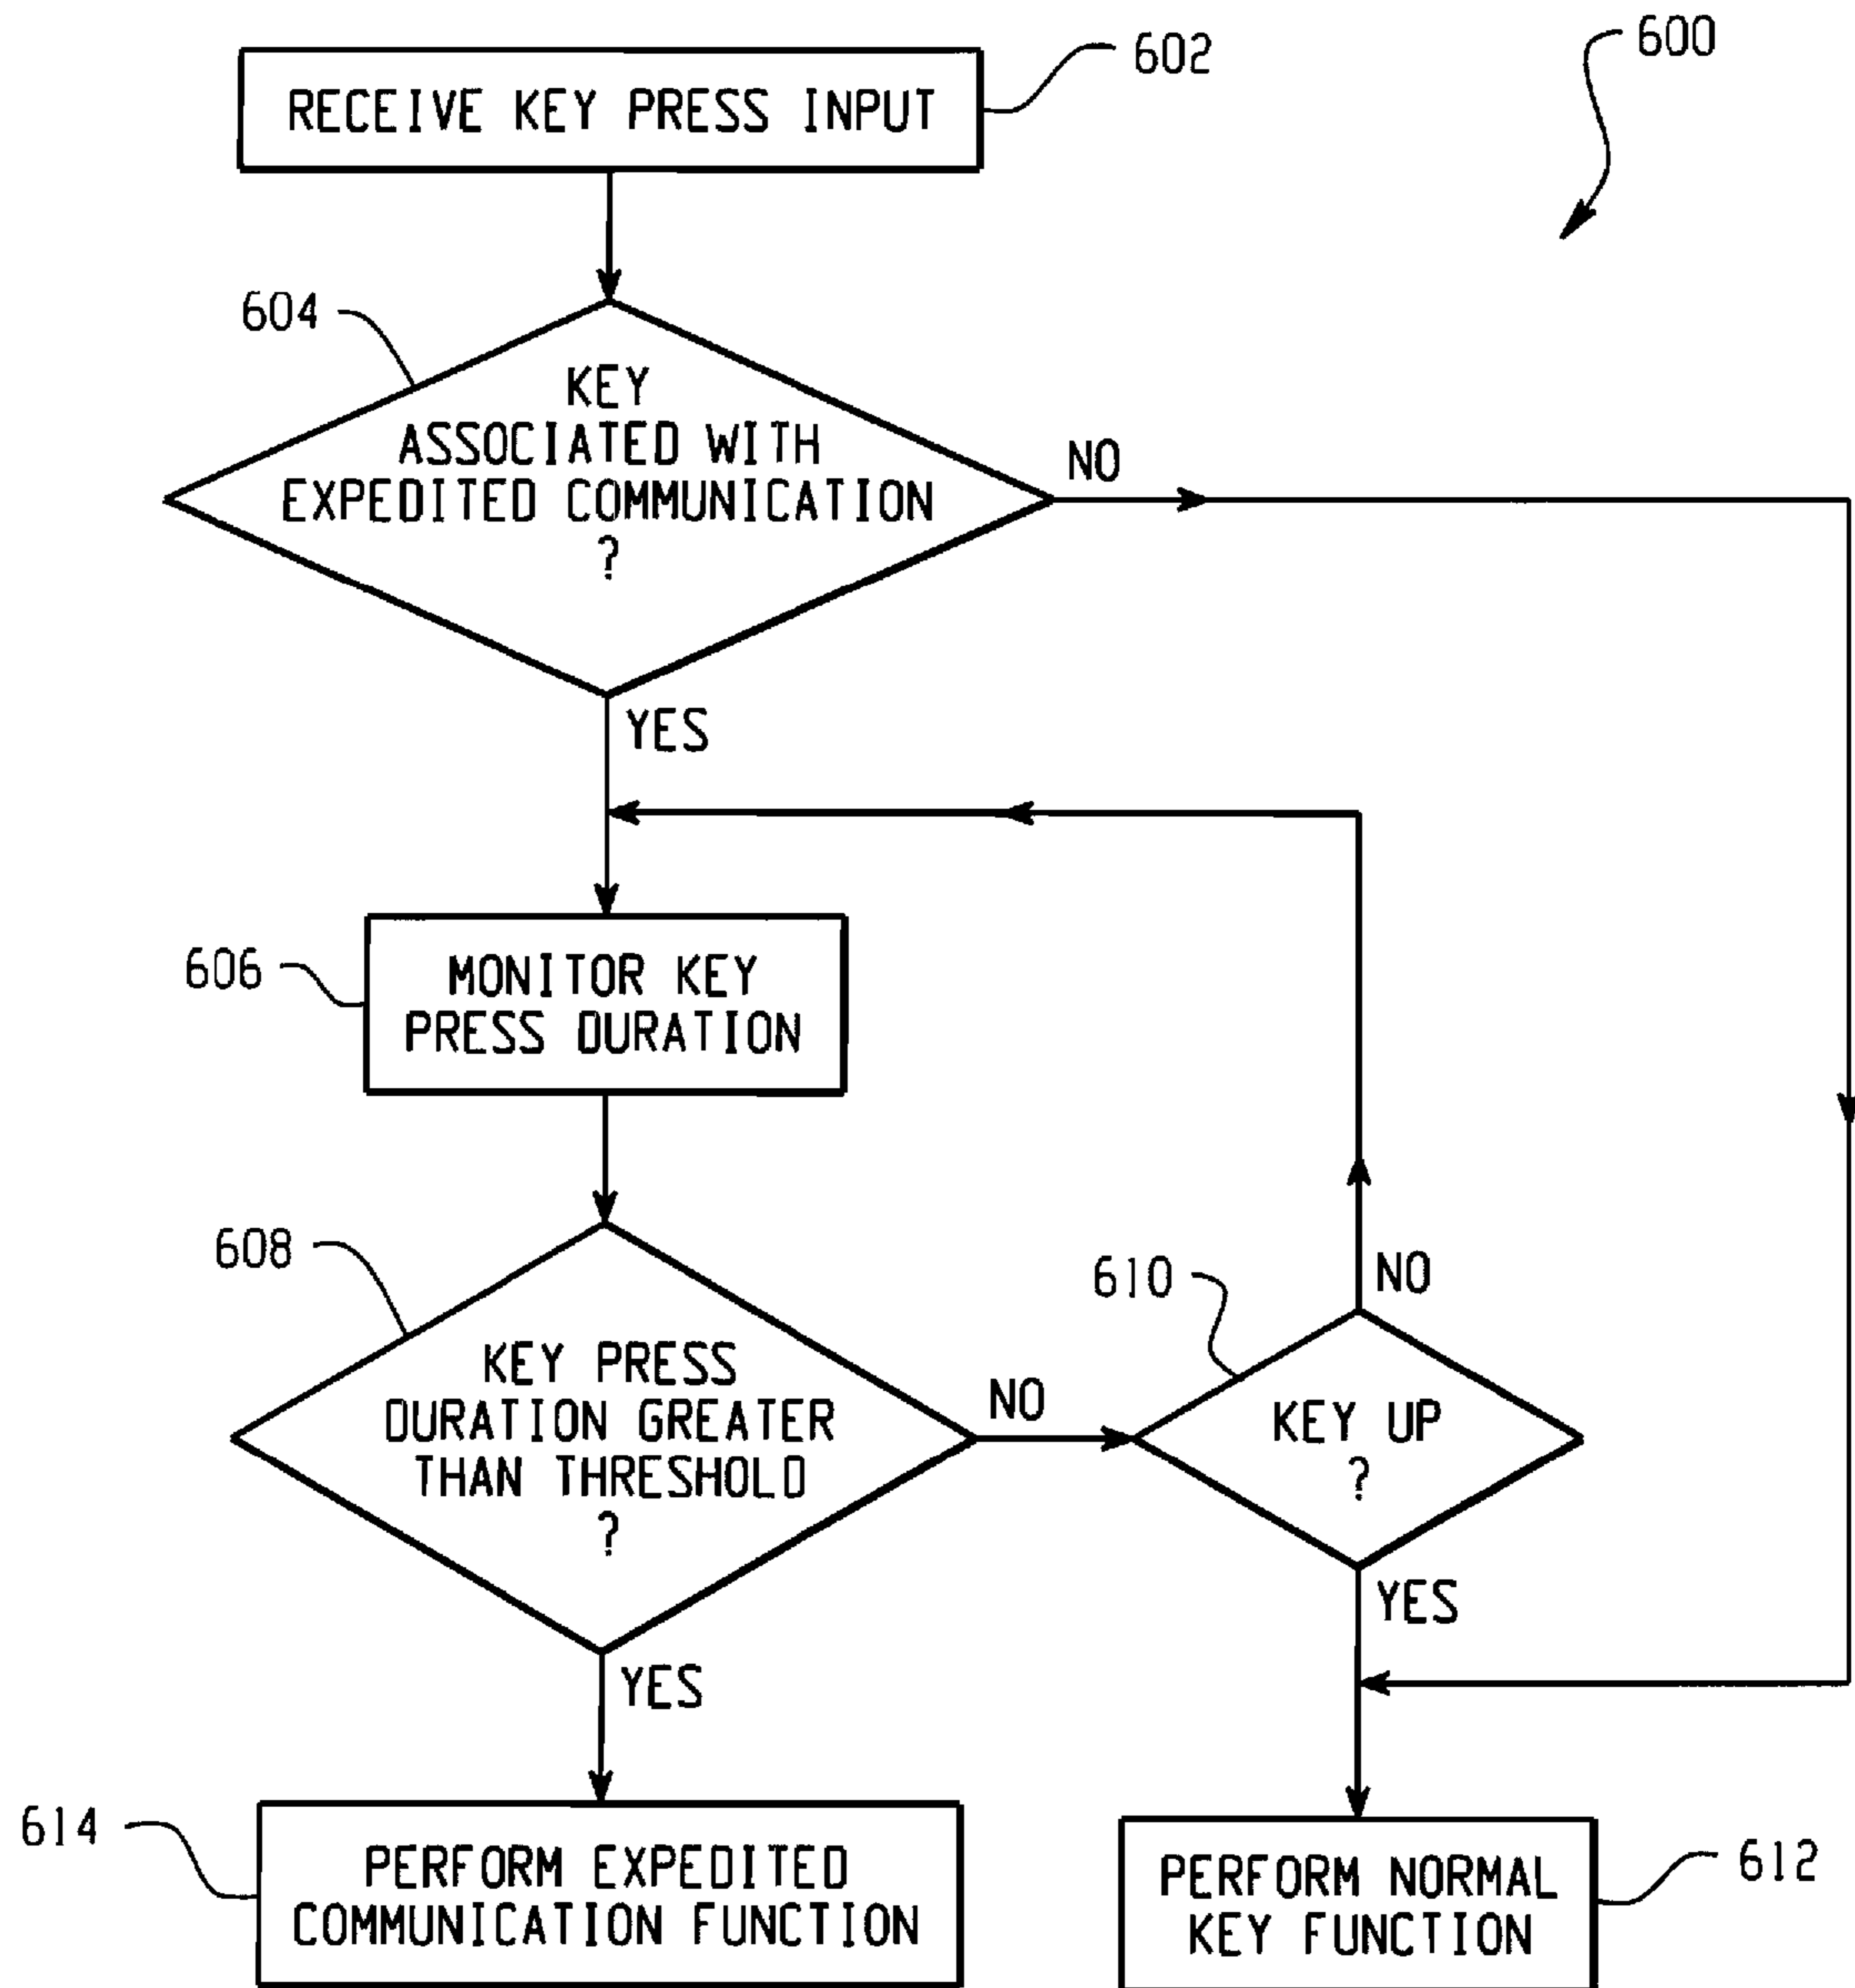 600
602
RECEIVE KEY PRESS INPUT
604
KEY
ASSOCIATED WITH
EXPEDITED COMMUNICATION
?
NO
YES
606
MONITOR KEY
PRESS DURATION
608
KEY PRESS
DURATION GREATER
THAN THRESHOLD
?
NO
YES
610
KEY UP
?
NO
YES
614
PERFORM EXPEDITED
COMMUNICATION FUNCTION
612
PERFORM NORMAL
KEY FUNCTION